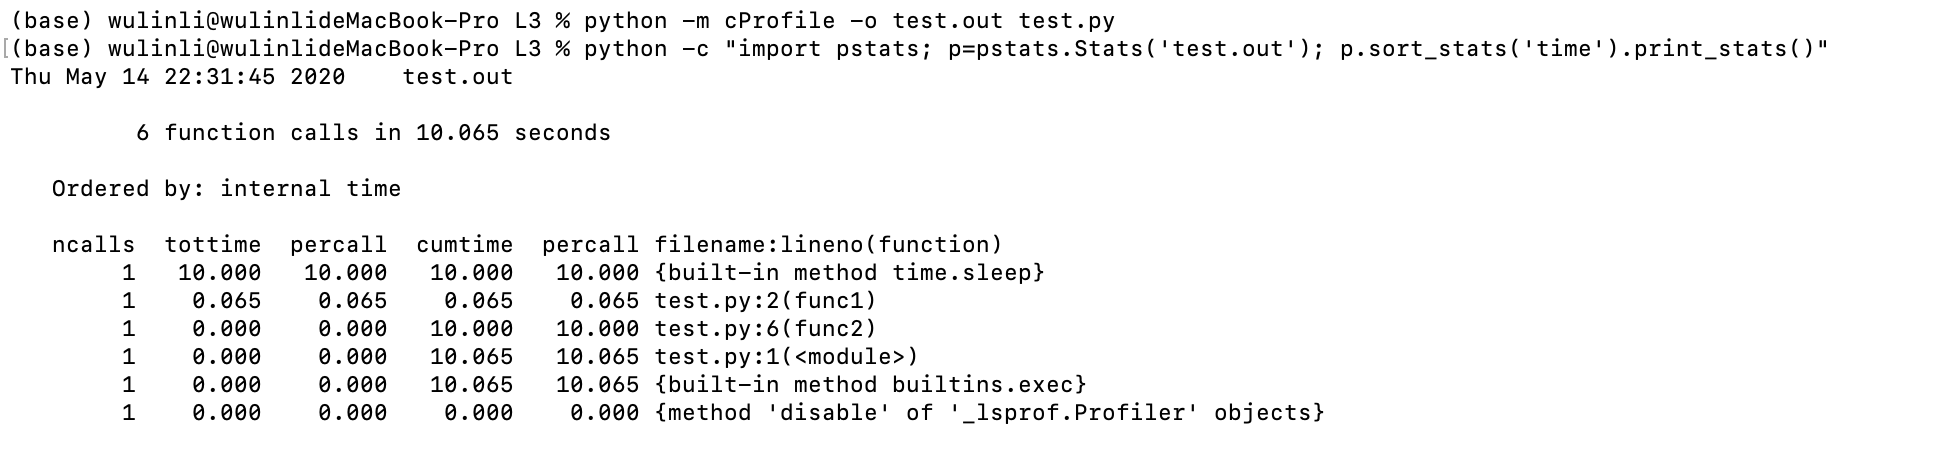 (base) wulinli@wulinlideMacBook-Pro L3 % python -m cProfile -o test.out test.py
[(base) wulinli@wulinlideMacBook-Pro L3 % python -c "import pstats; p=pstats.Stats('test.out'); p.sort_stats('time').print_stats()"
Thu May 14 22:31:45 2020    test.out

         6 function calls in 10.065 seconds

   Ordered by: internal time

   ncalls  tottime  percall  cumtime  percall filename:lineno(function)
        1   10.000   10.000   10.000   10.000 {built-in method time.sleep}
        1    0.065    0.065    0.065    0.065 test.py:2(func1)
        1    0.000    0.000   10.000   10.000 test.py:6(func2)
        1    0.000    0.000   10.065   10.065 test.py:1(<module>)
        1    0.000    0.000   10.065   10.065 {built-in method builtins.exec}
        1    0.000    0.000    0.000    0.000 {method 'disable' of '_lsprof.Profiler' objects}